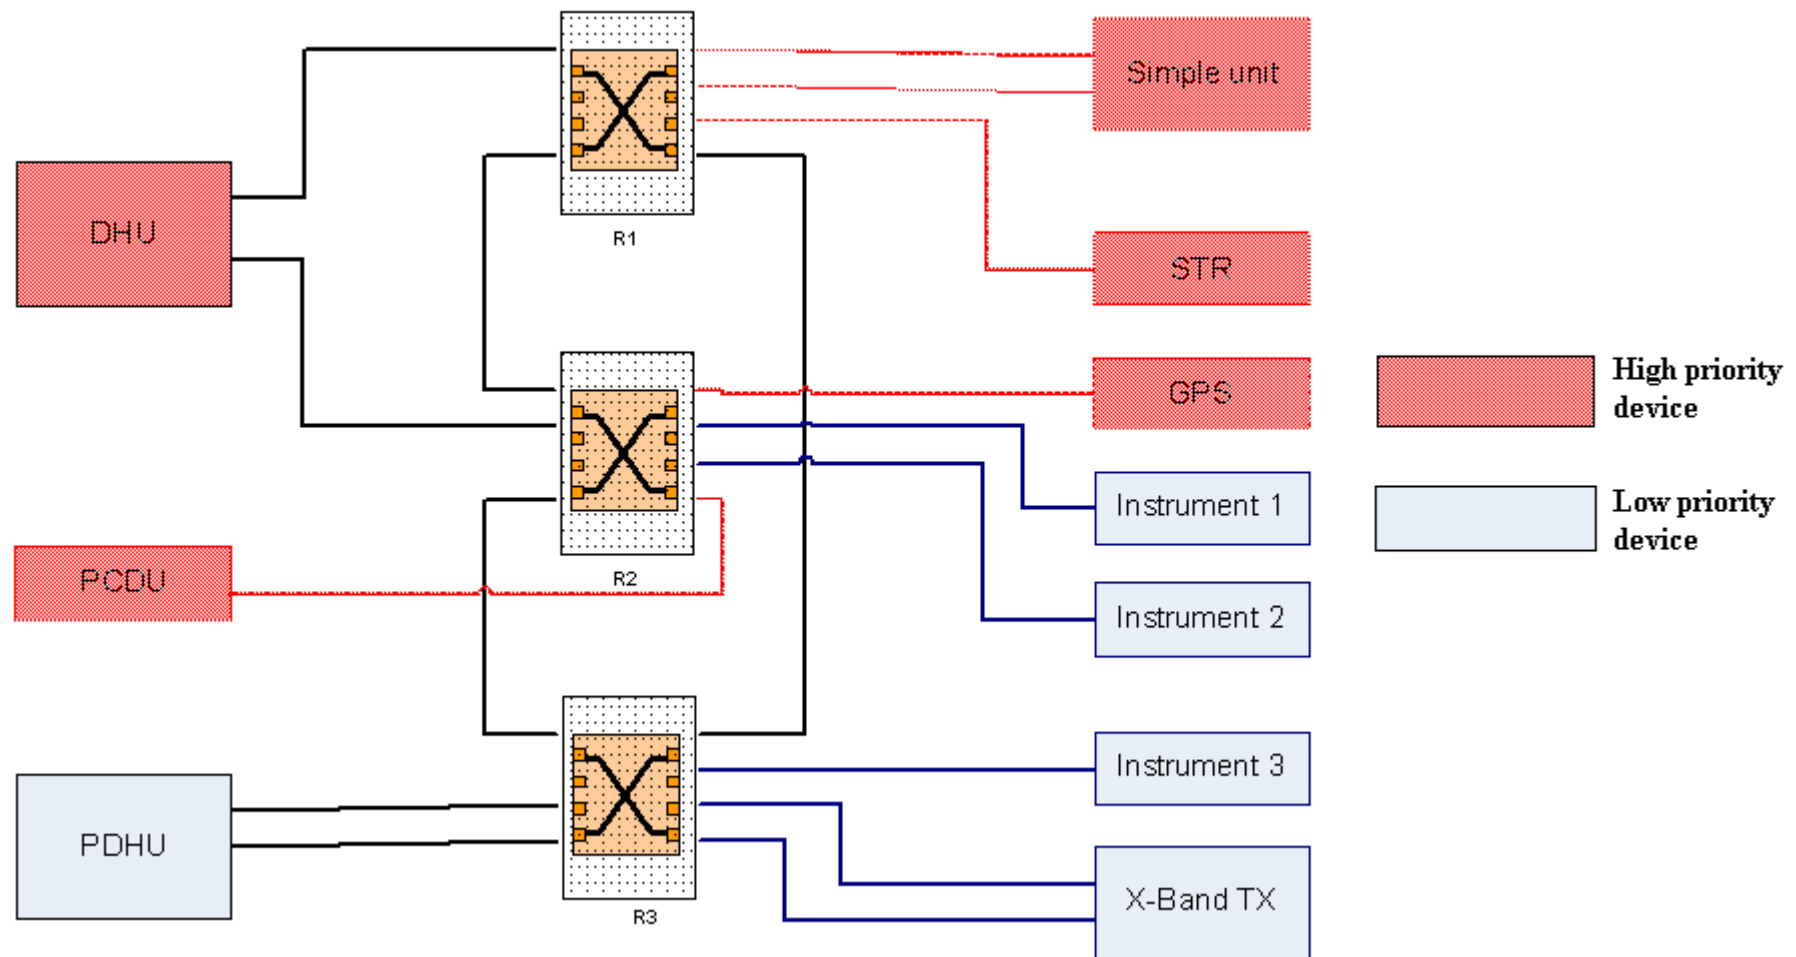 Simple unit
DHU
R1
STR
GPS
High priority
device
Instrument 1
Low priority
device
PCDU
R2
Instrument 2
Instrument 3
PDHU
X-Band TX
R3